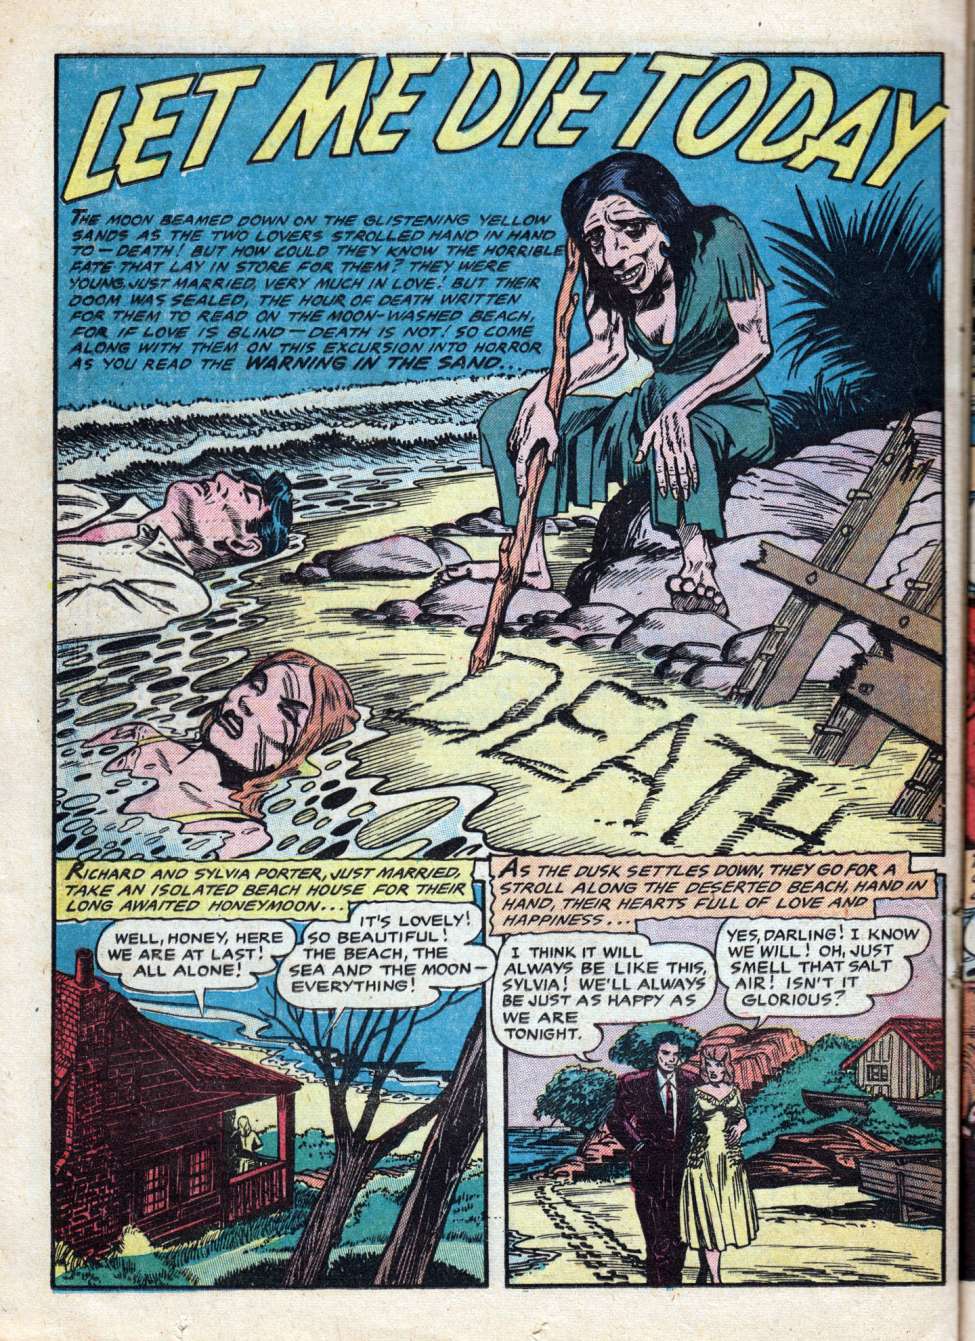 LET ME DIE TODAY
THE MOON BEAMED DOWN ON THE GLISTENING YELLOW
SANDS AS THE TWO LOVERS STROLLED HAND IN HAND
TO—DEATH! BUT HOW COULD THEY KNOW THE HORRIBLE
FATE THAT LAY IN STORE FOR THEM? THEY WERE
YOUNG, JUST MARRIED, VERY MUCH IN LOVE! BUT THEIR
DOOM WAS SEALED, THE HOUR OF DEATH WRITTEN
FOR THEM TO READ ON THE MOON-WASHED BEACH,
FOR IF LOVE IS BLIND—DEATH IS NOT! SO COME
ALONG WITH THEM ON THIS EXCURSION INTO HORROR
AS YOU READ THE WARNING IN THE SAND...
DEATH
RICHARD AND SYLVIA PORTER, JUST MARRIED,
TAKE AN ISOLATED BEACH HOUSE FOR THEIR
LONG AWAITED HONEYMOON...
WELL, HONEY, HERE
WE ARE AT LAST!
ALL ALONE!
IT'S LOVELY!
SO BEAUTIFUL!
THE BEACH, THE
SEA AND THE MOON—
EVERYTHING!
AS THE DUSK SETTLES DOWN, THEY GO FOR A
STROLL ALONG THE DESERTED BEACH, HAND IN
HAND, THEIR HEARTS FULL OF LOVE AND
HAPPINESS...
I THINK IT WILL
ALWAYS BE LIKE THIS,
SYLVIA! WE'LL ALWAYS
BE JUST AS HAPPY AS
WE ARE
TONIGHT.
YES, DARLING! I KNOW
WE WILL! OH, JUST
SMELL THAT SALT
AIR! ISN'T IT
GLORIOUS?